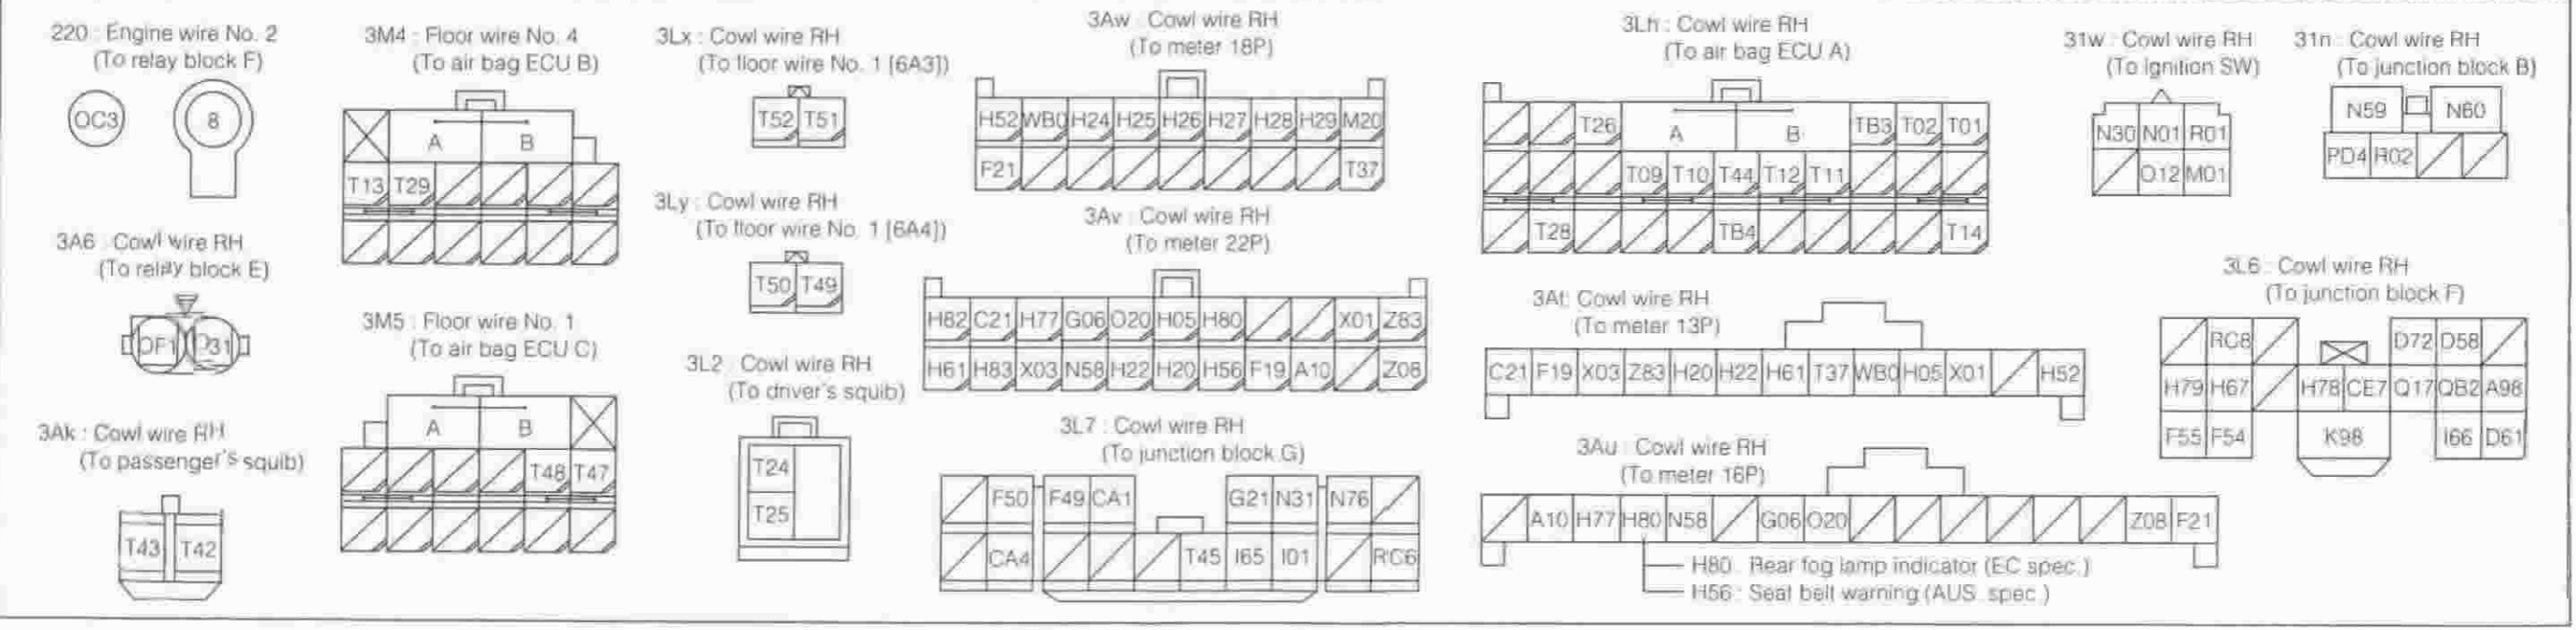 220 : Engine wire No. 2
(To relay block F)
OC3 8
3A6 : Cowl wire RH
(To relay block E)
OF1 O31
3Ak : Cowl wire RH
(To passenger's squib)
T43 T42
3M4 : Floor wire No. 4
(To air bag ECU B)
A B
T13 T29
3M5 : Floor wire No. 1
(To air bag ECU C)
A B
T48 T47
3Lx : Cowl wire RH
(To floor wire No. 1 [6A3])
T52 T51
3Ly : Cowl wire RH
(To floor wire No. 1 [6A4])
T50 T49
3L2 : Cowl wire RH
(To driver's squib)
T24
T25
3Aw : Cowl wire RH
(To meter 18P)
H52 WB0 H24 H25 H26 H27 H28 H29 M20
F21 T37
3Av : Cowl wire RH
(To meter 22P)
H82 C21 H77 G06 O20 H05 H80 X01 Z83
H61 H83 X03 N58 H22 H20 H56 F19 A10 Z08
3L7 : Cowl wire RH
(To junction block G)
F50 F49 CA1 G21 N31 N76
CA4 T45 I65 I01 RC6
3Lh : Cowl wire RH
(To air bag ECU A)
T26 A B TB3 T02 T01
T09 T10 T44 T12 T11
T28 TB4 T14
3At : Cowl wire RH
(To meter 13P)
C21 F19 X03 Z83 H20 H22 H61 T37 WB0 H05 X01 H52
3Au : Cowl wire RH
(To meter 16P)
A10 H77 H80 N58 G06 O20 Z08 F21
H80 : Rear fog lamp indicator (EC spec.)
H56 : Seat belt warning (AUS. spec.)
31w : Cowl wire RH
(To Ignition SW)
N30 N01 R01
O12 M01
31n : Cowl wire RH
(To junction block B)
N59 N60
PD4 R02
3L6 : Cowl wire RH
(To junction block F)
RC8 D72 D58
H79 H67 H78 CE7 Q17 QB2 A98
F55 F54 K98 I66 D61